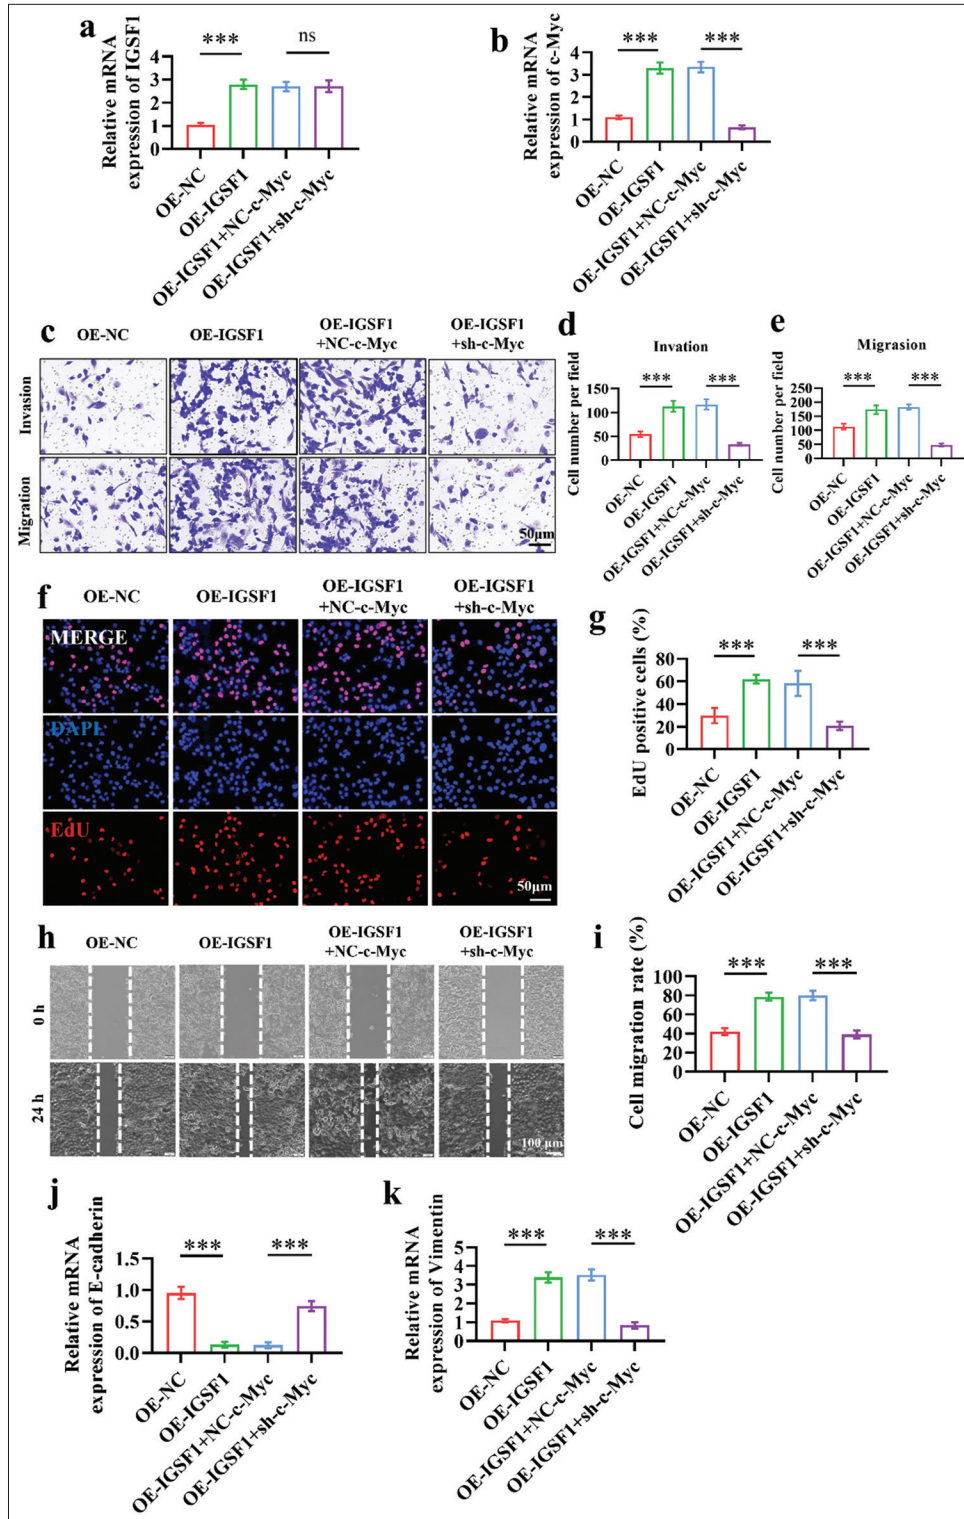 a
Relative mRNA
expression of IGSF1
4
3
2
1
0
***
ns
OE-NC
OE-IGSF1
OE-IGSF1+NC-c-Myc
OE-IGSF1+sh-c-Myc
b
Relative mRNA
expression of c-Myc
4
3
2
1
0
***
***
OE-NC
OE-IGSF1
OE-IGSF1+NC-c-Myc
OE-IGSF1+sh-c-Myc
c
OE-NC
OE-IGSF1
OE-IGSF1
+NC-c-Myc
OE-IGSF1
+sh-c-Myc
Invasion
Migration
50μm
d
Invation
Cell number per field
150
100
50
0
***
***
OE-NC
OE-IGSF1
OE-IGSF1+NC-c-Myc
OE-IGSF1+sh-c-Myc
e
Migrasion
Cell number per field
250
200
150
100
50
0
***
***
OE-NC
OE-IGSF1
OE-IGSF1+NC-c-Myc
OE-IGSF1+sh-c-Myc
f
OE-NC
OE-IGSF1
OE-IGSF1
+NC-c-Myc
OE-IGSF1
+sh-c-Myc
MERGE
DAPI
EdU
50μm
g
EdU positive cells (%)
80
60
40
20
0
***
***
OE-NC
OE-IGSF1
OE-IGSF1+NC-c-Myc
OE-IGSF1+sh-c-Myc
h
OE-NC
OE-IGSF1
OE-IGSF1
+NC-c-Myc
OE-IGSF1
+sh-c-Myc
0 h
24 h
100 μm
i
Cell migration rate (%)
100
80
60
40
20
0
***
***
OE-NC
OE-IGSF1
OE-IGSF1+NC-c-Myc
OE-IGSF1+sh-c-Myc
j
Relative mRNA
expression of E-cadherin
1.5
1.0
0.5
0.0
***
***
OE-NC
OE-IGSF1
OE-IGSF1+NC-c-Myc
OE-IGSF1+sh-c-Myc
k
Relative mRNA
expression of Vimentin
5
4
3
2
1
0
***
***
OE-NC
OE-IGSF1
OE-IGSF1+NC-c-Myc
OE-IGSF1+sh-c-Myc